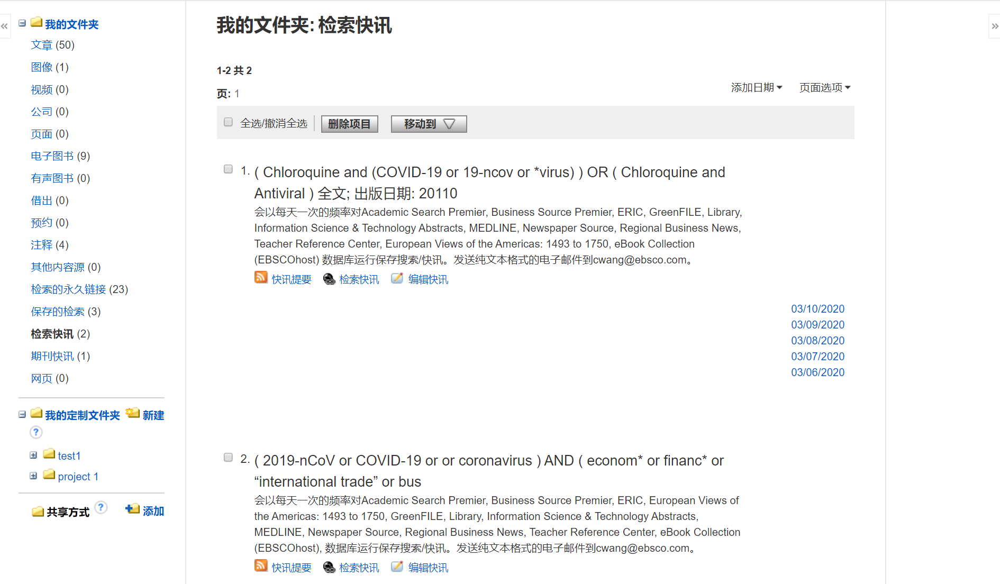 我的文件夹
文章 (50)
图像 (1)
视频 (0)
公司 (0)
页面 (0)
电子图书 (9)
有声图书 (0)
借出 (0)
预约 (0)
注释 (4)
其他内容源 (0)
检索的永久链接 (23)
保存的检索 (3)
检索快讯 (2)
期刊快讯 (1)
网页 (0)
我的定制文件夹 新建
?
test1
project 1
共享方式 ? 添加
我的文件夹: 检索快讯
1-2 共 2
页: 1
添加日期 页面选项
全选/撤消全选 删除项目 移动到
1. ( Chloroquine and (COVID-19 or 19-ncov or *virus) ) OR ( Chloroquine and
Antiviral ) 全文; 出版日期: 20110
会以每天一次的频率对Academic Search Premier, Business Source Premier, ERIC, GreenFILE, Library,
Information Science & Technology Abstracts, MEDLINE, Newspaper Source, Regional Business News,
Teacher Reference Center, European Views of the Americas: 1493 to 1750, eBook Collection
(EBSCOhost) 数据库运行保存搜索/快讯。发送纯文本格式的电子邮件到cwang@ebsco.com。
快讯提要 检索快讯 编辑快讯
03/10/2020
03/09/2020
03/08/2020
03/07/2020
03/06/2020
2. ( 2019-nCoV or COVID-19 or or coronavirus ) AND ( econom* or financ* or
“international trade” or bus
会以每天一次的频率对Academic Search Premier, Business Source Premier, ERIC, European Views of
the Americas: 1493 to 1750, GreenFILE, Library, Information Science & Technology Abstracts,
MEDLINE, Newspaper Source, Regional Business News, Teacher Reference Center, eBook Collection
(EBSCOhost), 数据库运行保存搜索/快讯。发送纯文本格式的电子邮件到cwang@ebsco.com。
快讯提要 检索快讯 编辑快讯